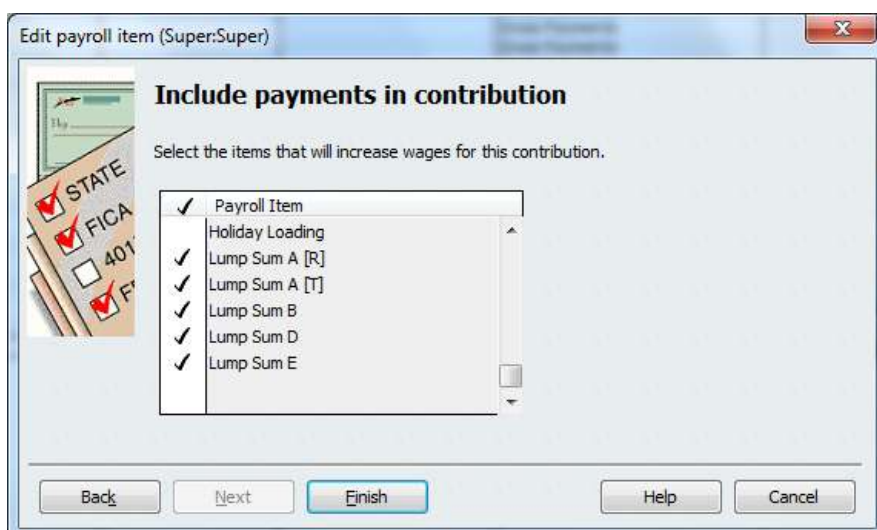 Edit payroll item (Super:Super)
Include payments in contribution
Select the items that will increase wages for this contribution.
✓ Payroll Item
Holiday Loading
✓ Lump Sum A [R]
✓ Lump Sum A [T]
✓ Lump Sum B
✓ Lump Sum D
✓ Lump Sum E
STATE
FICA
401
Back
Next
Finish
Help
Cancel